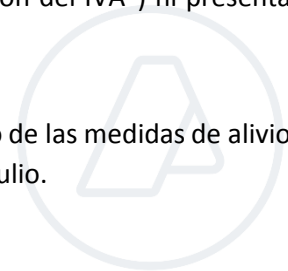 ón del IVA") ni presenta
o de las medidas de alivio
ulio.